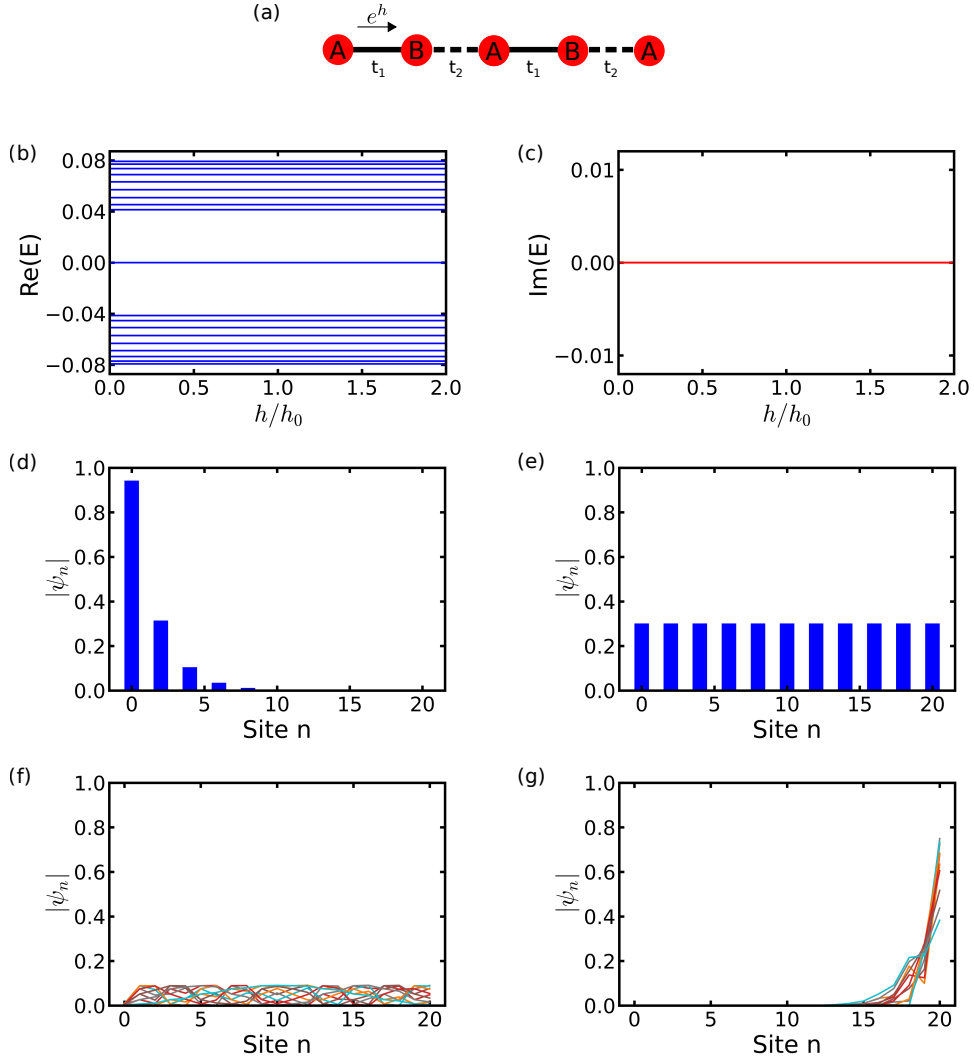 (a)
e^h
A B A B A
t₁ t₂ t₁ t₂
(b)
0.08
0.04
0.00
−0.04
−0.08
Re(E)
0.0 0.5 1.0 1.5 2.0
h/h₀
(c)
0.01
0.00
−0.01
Im(E)
0.0 0.5 1.0 1.5 2.0
h/h₀
(d)
1.0
0.8
0.6
0.4
0.2
0.0
|ψₙ|
0 5 10 15 20
Site n
(e)
1.0
0.8
0.6
0.4
0.2
0.0
|ψₙ|
0 5 10 15 20
Site n
(f)
1.0
0.8
0.6
0.4
0.2
0.0
|ψₙ|
0 5 10 15 20
Site n
(g)
1.0
0.8
0.6
0.4
0.2
0.0
|ψₙ|
0 5 10 15 20
Site n